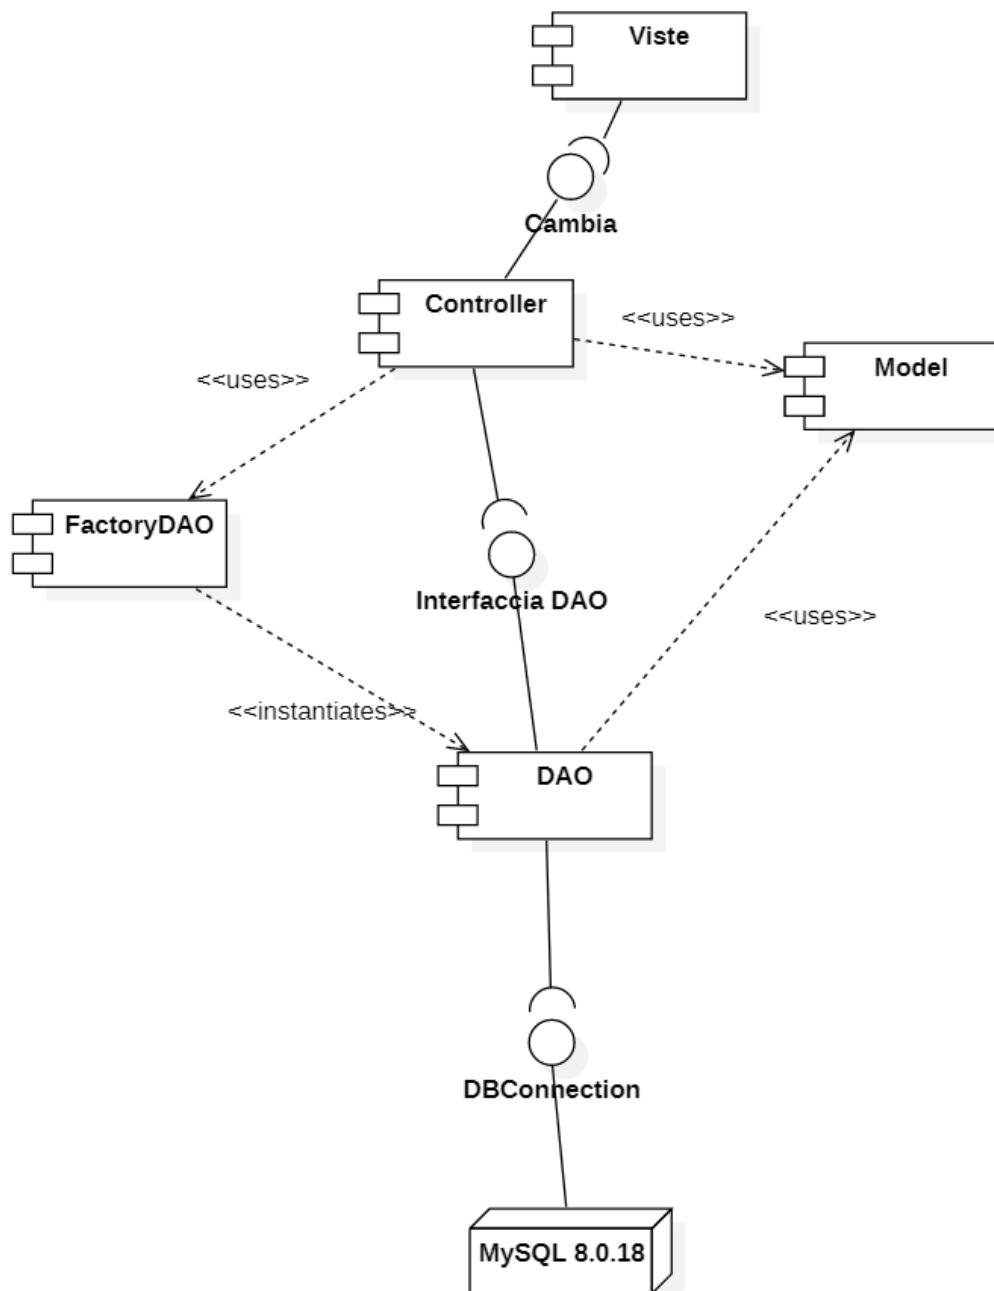 Viste
Cambia
Controller
<<uses>>
Model
<<uses>>
FactoryDAO
Interfaccia DAO
<<uses>>
<<instantiates>>
DAO
DBConnection
MySQL 8.0.18